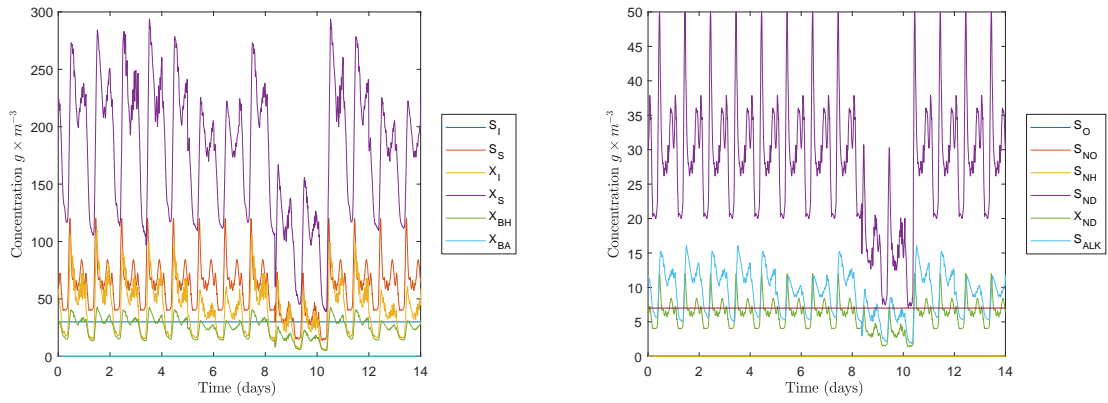 300
250
200
150
100
50
0
Concentration g × m⁻³
0 2 4 6 8 10 12 14
Time (days)
S_I
S_S
X_I
X_S
X_BH
X_BA
50
45
40
35
30
25
20
15
10
5
0
Concentration g × m⁻³
0 2 4 6 8 10 12 14
Time (days)
S_O
S_NO
S_NH
S_ND
X_ND
S_ALK